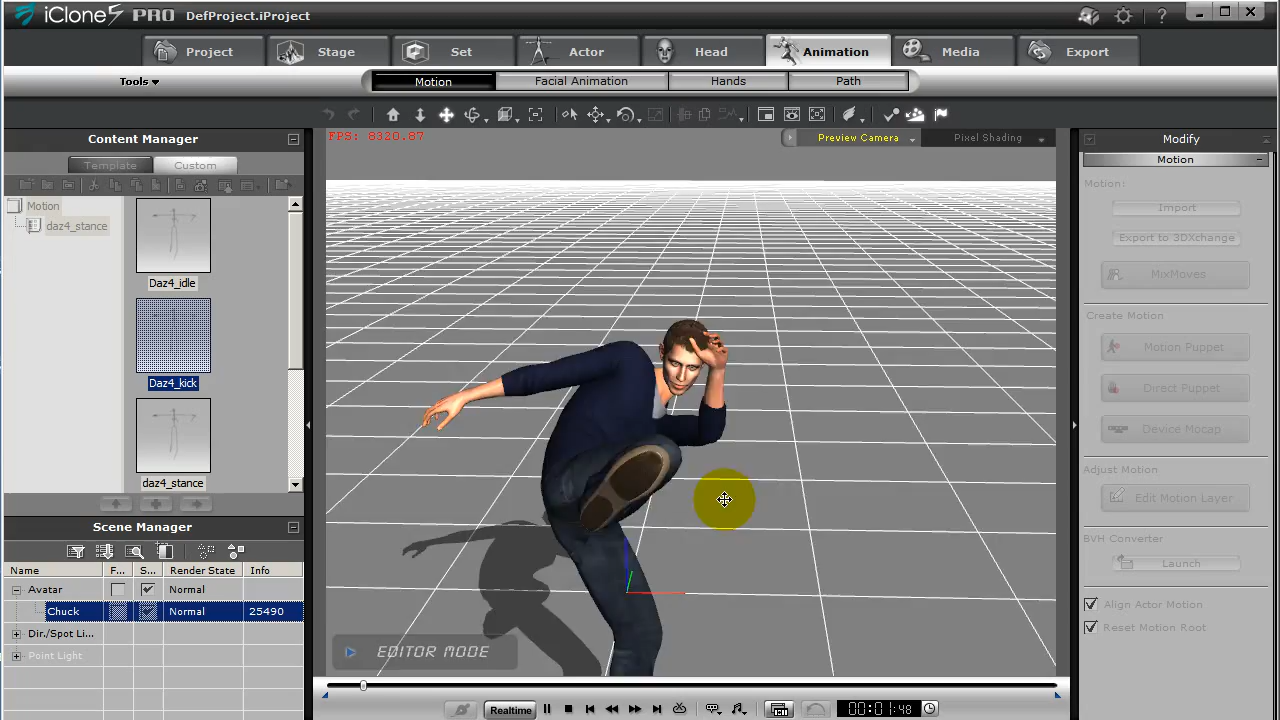 iClone5 PRO DefProject.iProject
Project Stage Set Actor Head Animation Media Export
Tools Motion Facial Animation Hands Path
Content Manager
Template Custom
Motion
daz4_stance
Daz4_idle
Daz4_kick
daz4_stance
Scene Manager
Name F... S... Render State Info
Avatar Normal
Chuck Normal 25490
Dir./Spot Li...
Point Light
FPS: 8320.87
Preview Camera Pixel Shading
EDITOR MODE
Realtime 00:01:48
Modify
Motion
Motion:
Import
Export to 3DXchange
MixMoves
Create Motion
Motion Puppet
Direct Puppet
Device Mocap
Adjust Motion
Edit Motion Layer
BVH Converter
Launch
Align Actor Motion
Reset Motion Root